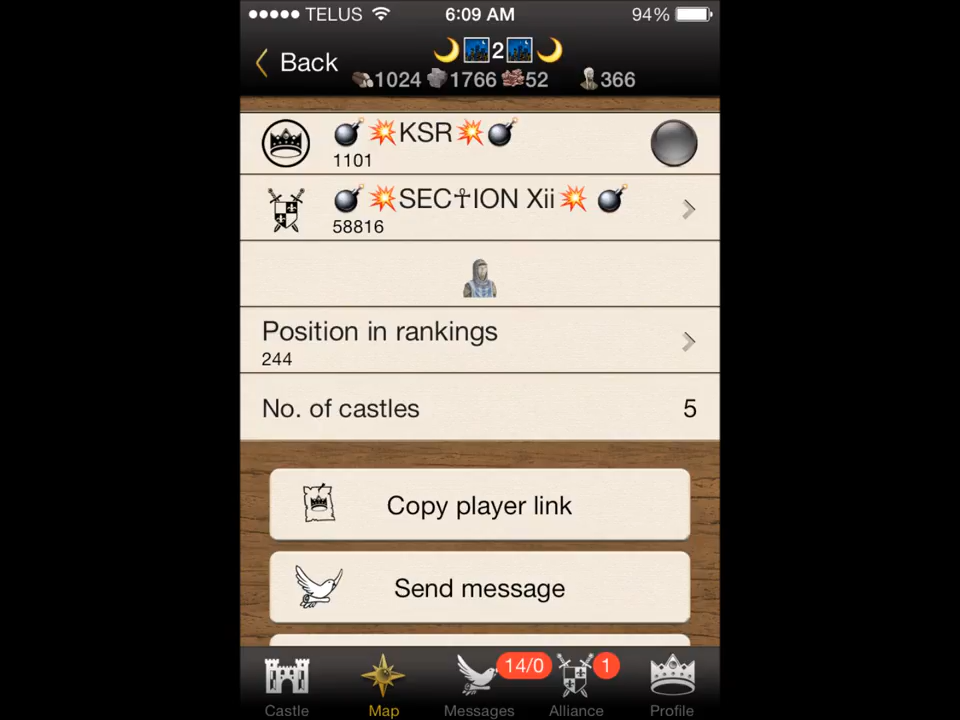 TELUS 6:09 AM 94%
🌙🌃2🌃🌙
Back
1024 1766 52 366
💣💥KSR💥💣
1101
💣💥SEC☥ION Xii💥 💣
58816
Position in rankings
244
No. of castles 5
Copy player link
Send message
14/0 1
Castle Map Messages Alliance Profile